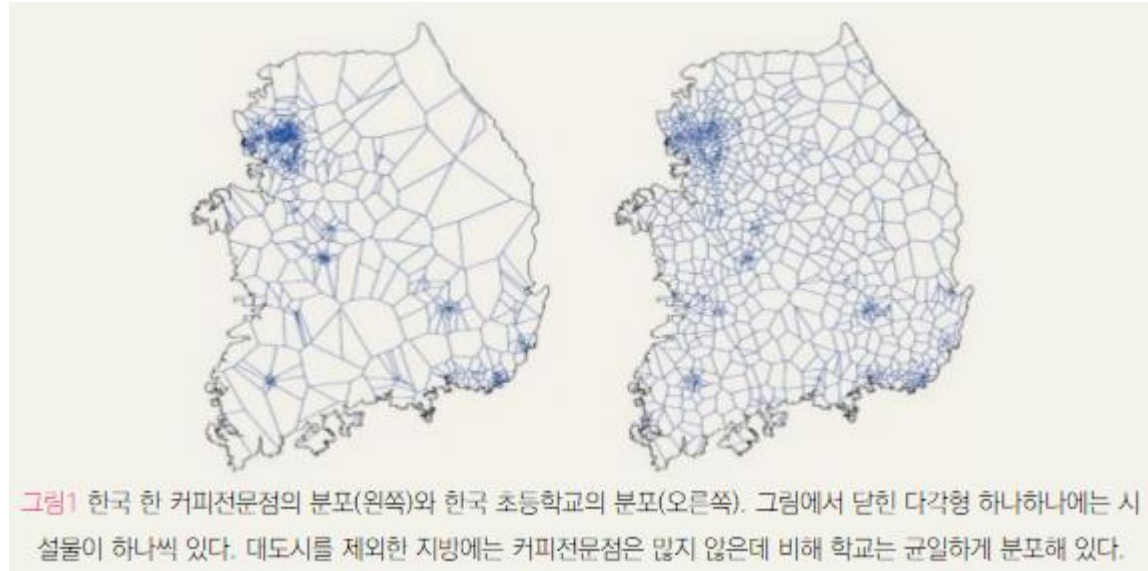 그림1 한국 한 커피전문점의 분포(왼쪽)와 한국 초등학교의 분포(오른쪽). 그림에서 닫힌 다각형 하나하나에는 시
설물이 하나씩 있다. 대도시를 제외한 지방에는 커피전문점은 많지 않은데 비해 학교는 균일하게 분포해 있다.